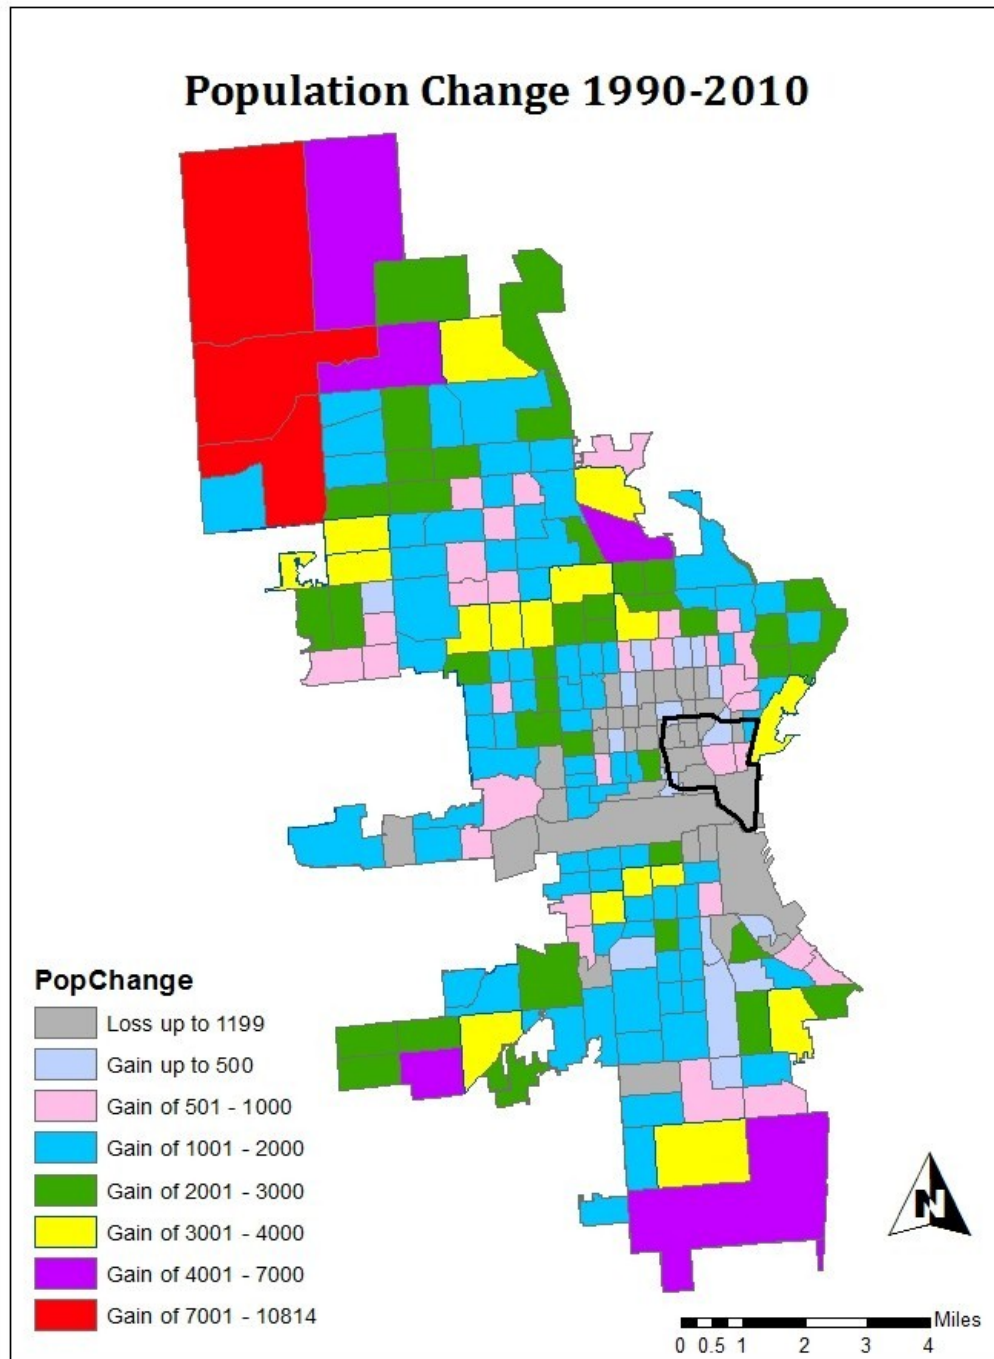 Population Change 1990-2010
PopChange
Loss up to 1199
Gain up to 500
Gain of 501 - 1000
Gain of 1001 - 2000
Gain of 2001 - 3000
Gain of 3001 - 4000
Gain of 4001 - 7000
Gain of 7001 - 10814
N
Miles
0 0.5 1 2 3 4